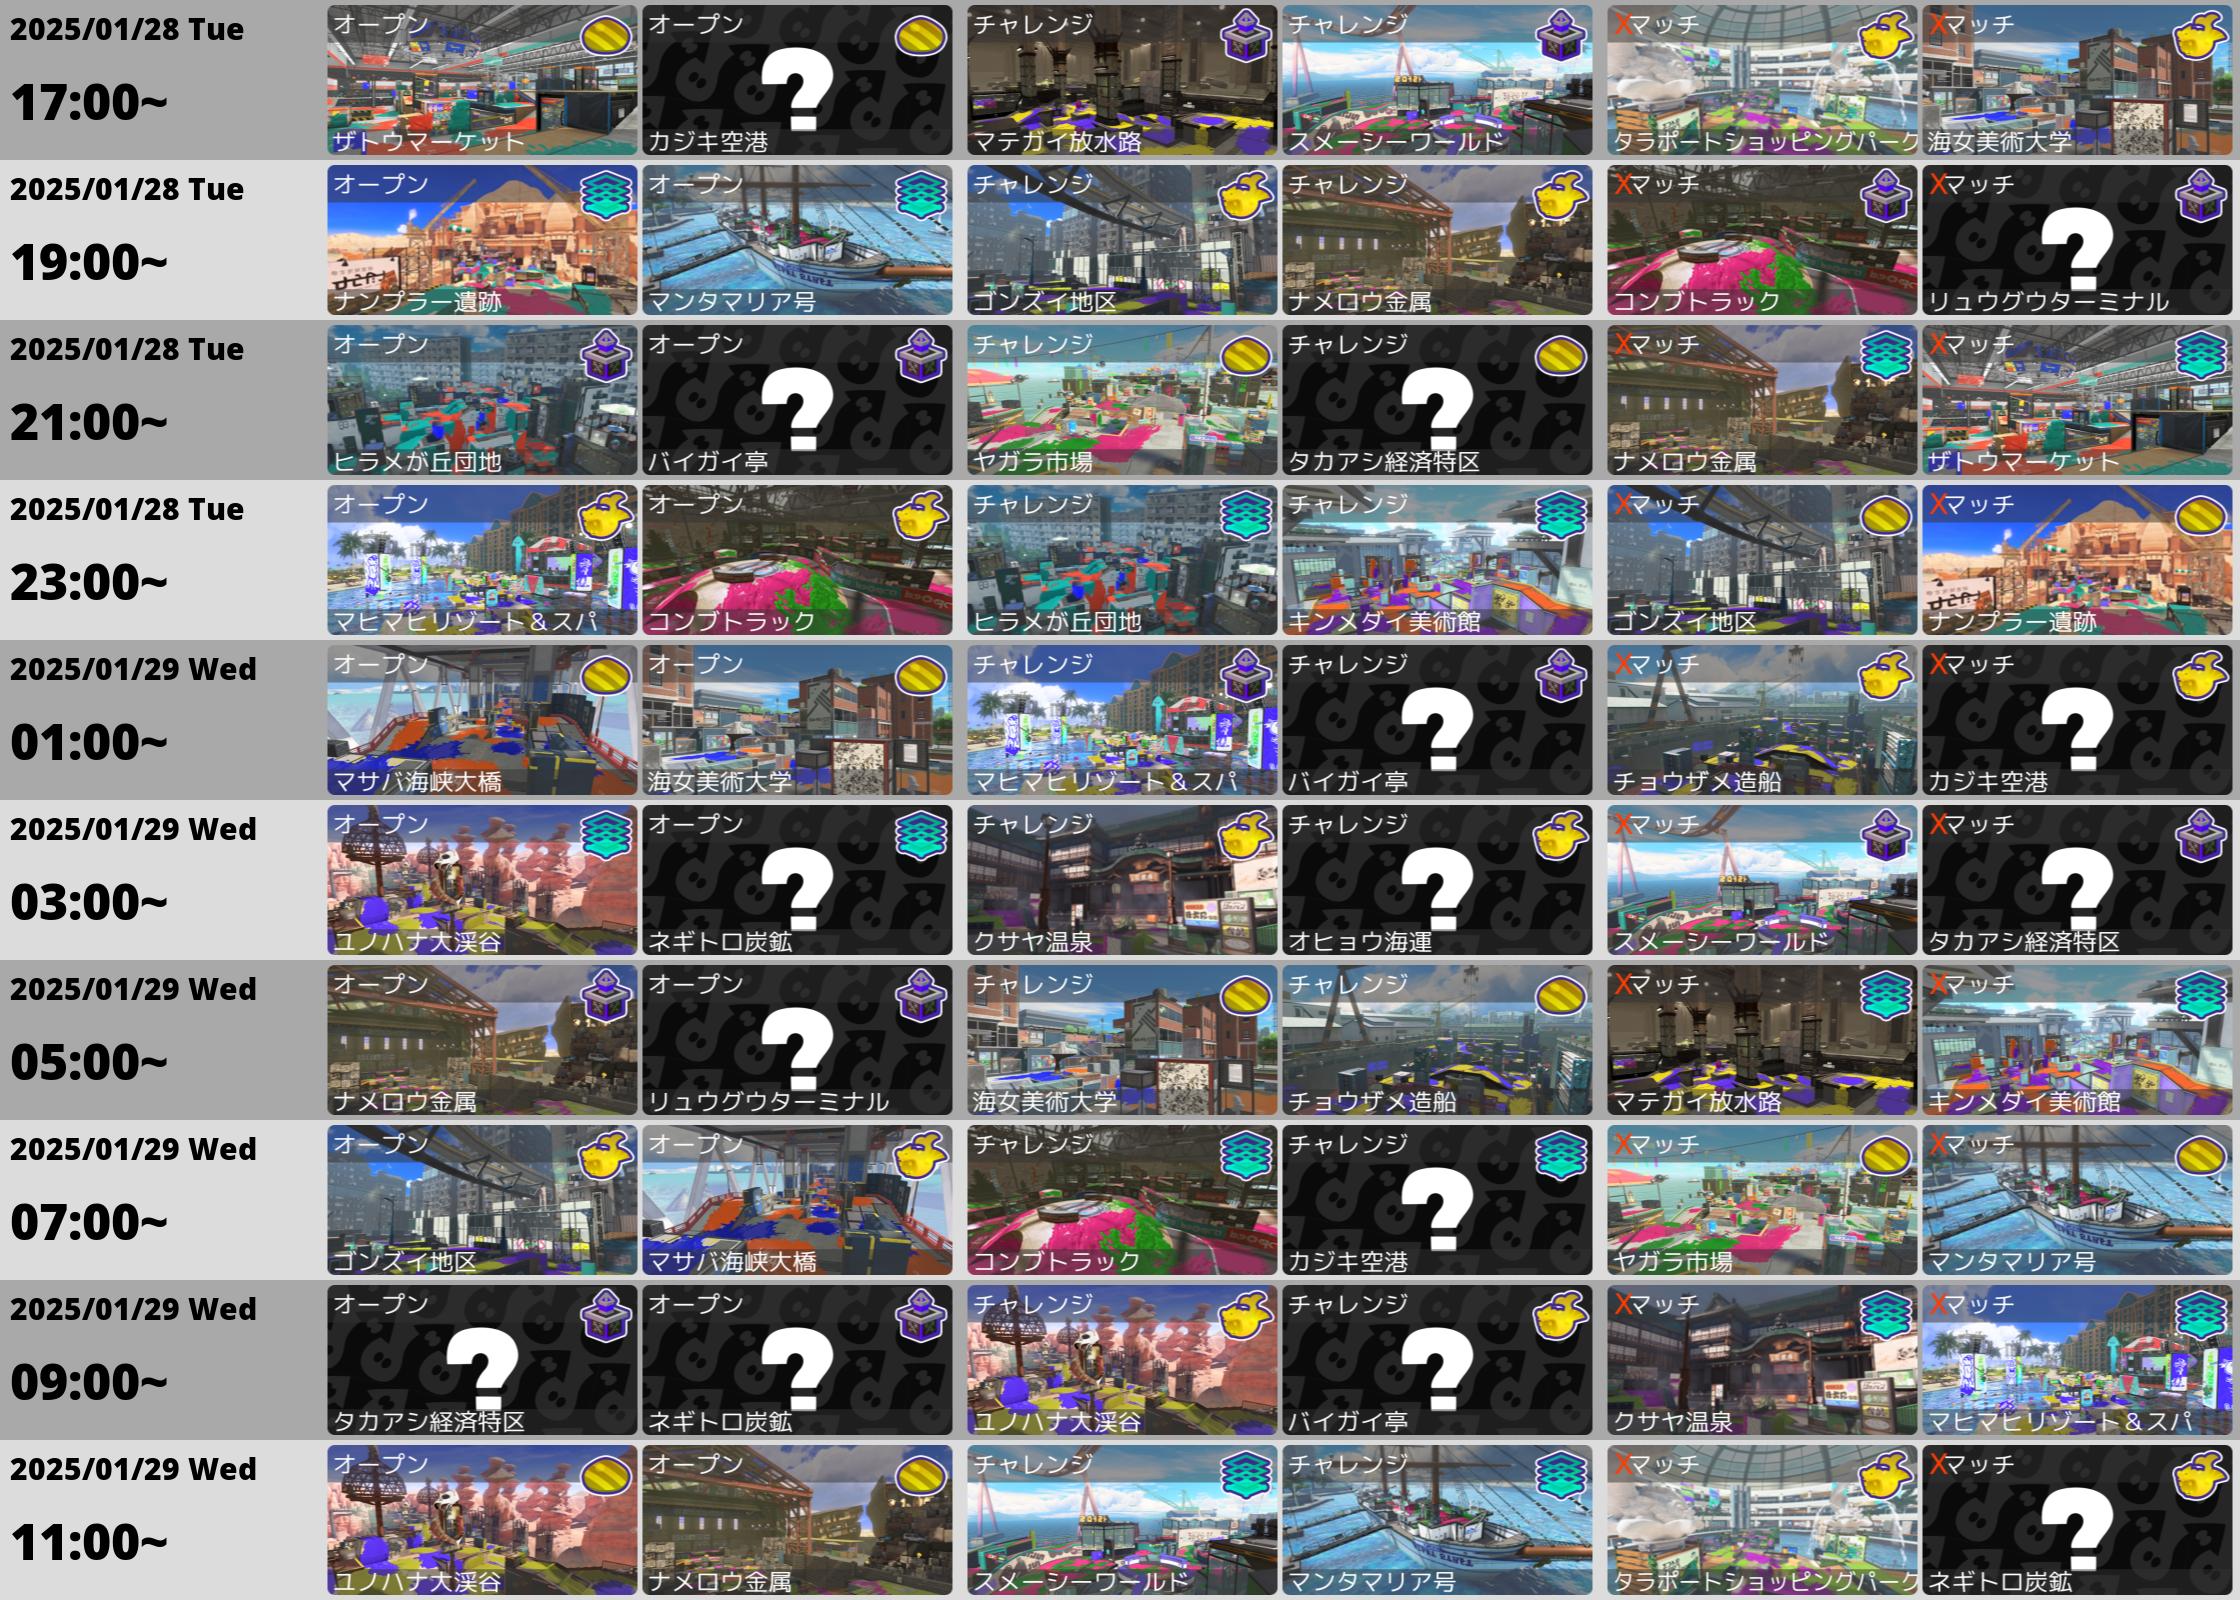 2025/01/28 Tue
17:00~
オープン
ザトウマーケット
オープン
カジキ空港
チャレンジ
マテガイ放水路
チャレンジ
スメーシーワールド
Xマッチ
タラポートショッピングパーク
Xマッチ
海女美術大学
2025/01/28 Tue
19:00~
オープン
ナンプラー遺跡
オープン
マンタマリア号
チャレンジ
ゴンズイ地区
チャレンジ
ナメロウ金属
Xマッチ
コンブトラック
Xマッチ
リュウグウターミナル
2025/01/28 Tue
21:00~
オープン
ヒラメが丘団地
オープン
バイガイ亭
チャレンジ
ヤガラ市場
チャレンジ
タカアシ経済特区
Xマッチ
ナメロウ金属
Xマッチ
ザトウマーケット
2025/01/28 Tue
23:00~
オープン
マヒマヒリゾート&スパ
オープン
コンブトラック
チャレンジ
ヒラメが丘団地
チャレンジ
キンメダイ美術館
Xマッチ
ゴンズイ地区
Xマッチ
ナンプラー遺跡
2025/01/29 Wed
01:00~
オープン
マサバ海峡大橋
オープン
海女美術大学
チャレンジ
マヒマヒリゾート&スパ
チャレンジ
バイガイ亭
Xマッチ
チョウザメ造船
Xマッチ
カジキ空港
2025/01/29 Wed
03:00~
オープン
ユノハナ大渓谷
オープン
ネギトロ炭鉱
チャレンジ
クサヤ温泉
チャレンジ
オヒョウ海運
Xマッチ
スメーシーワールド
Xマッチ
タカアシ経済特区
2025/01/29 Wed
05:00~
オープン
ナメロウ金属
オープン
リュウグウターミナル
チャレンジ
海女美術大学
チャレンジ
チョウザメ造船
Xマッチ
マテガイ放水路
Xマッチ
キンメダイ美術館
2025/01/29 Wed
07:00~
オープン
ゴンズイ地区
オープン
マサバ海峡大橋
チャレンジ
コンブトラック
チャレンジ
カジキ空港
Xマッチ
ヤガラ市場
Xマッチ
マンタマリア号
2025/01/29 Wed
09:00~
オープン
タカアシ経済特区
オープン
ネギトロ炭鉱
チャレンジ
ユノハナ大渓谷
チャレンジ
バイガイ亭
Xマッチ
クサヤ温泉
Xマッチ
マヒマヒリゾート&スパ
2025/01/29 Wed
11:00~
オープン
ユノハナ大渓谷
オープン
ナメロウ金属
チャレンジ
スメーシーワールド
チャレンジ
マンタマリア号
Xマッチ
タラポートショッピングパーク
Xマッチ
ネギトロ炭鉱